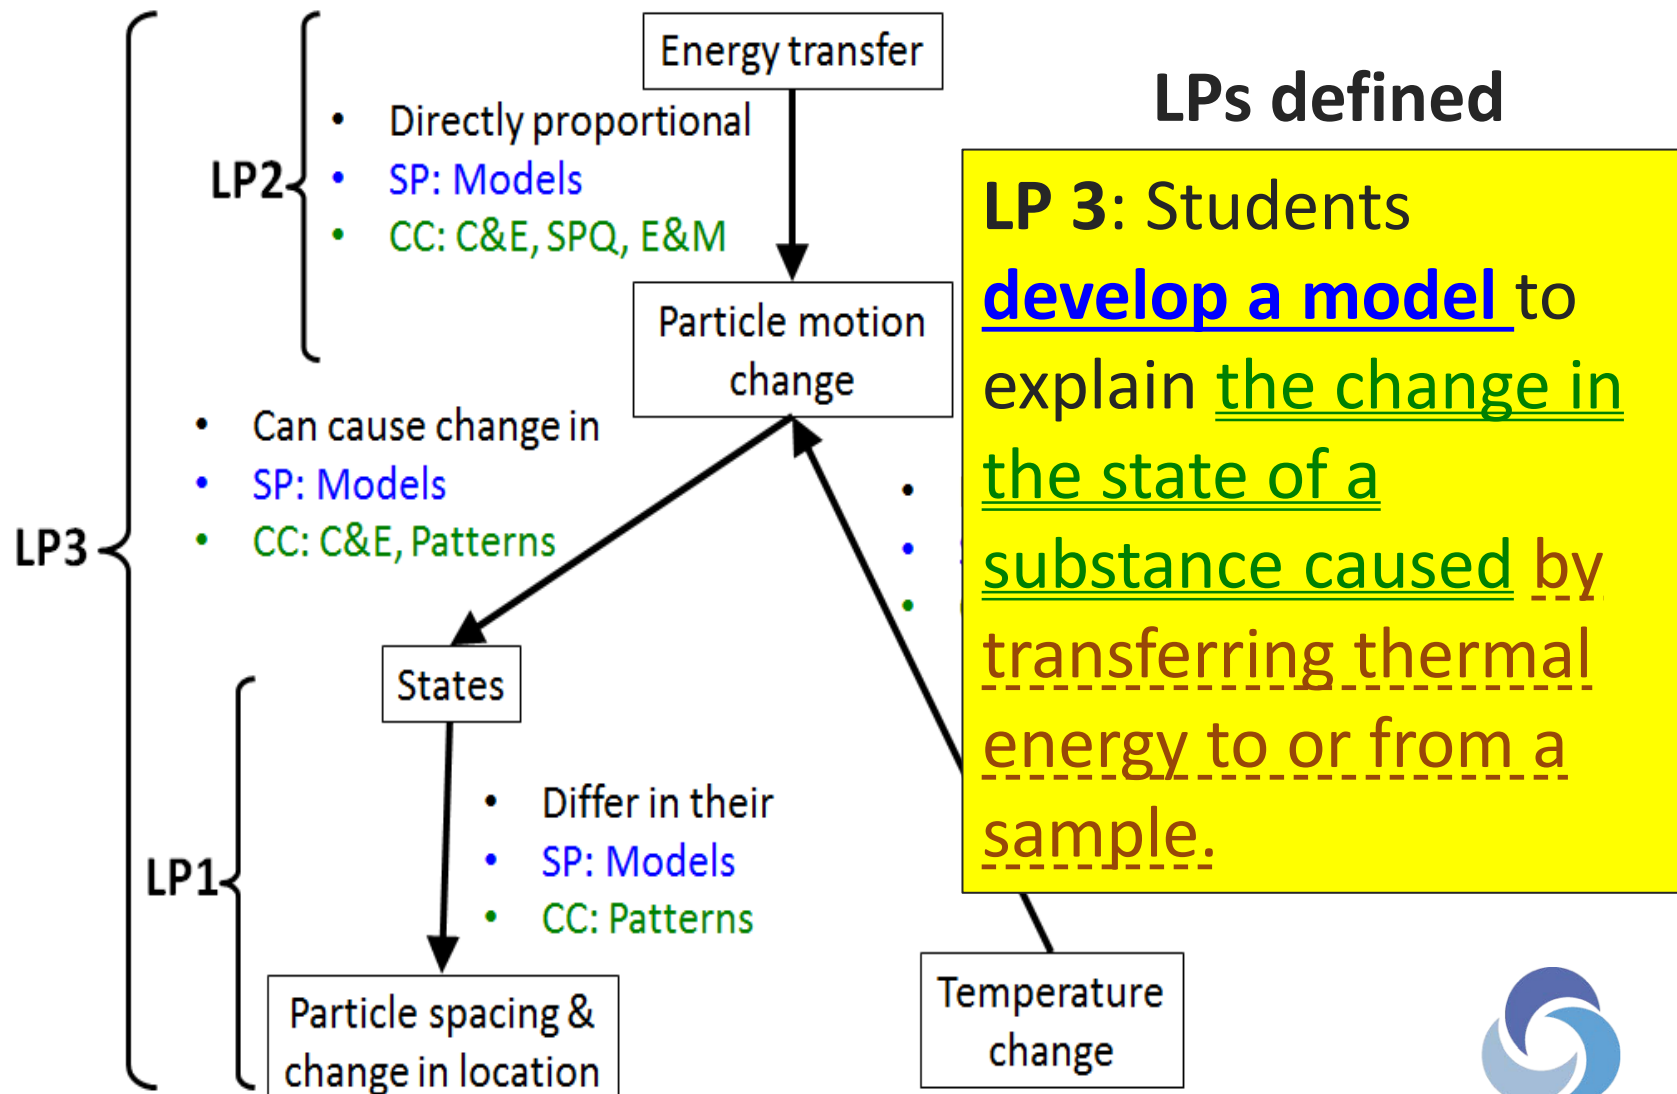 Energy transfer
LPs defined
• Directly proportional
LP2
• SP: Models
• CC: C&E, SPQ, E&M
Particle motion
change
LP 3: Students
develop a model to
explain the change in
the state of a
substance caused by
transferring thermal
energy to or from a
sample.
• Can cause change in
• SP: Models
• CC: C&E, Patterns
LP3
States
• Differ in their
• SP: Models
• CC: Patterns
LP1
Particle spacing &
change in location
Temperature
change